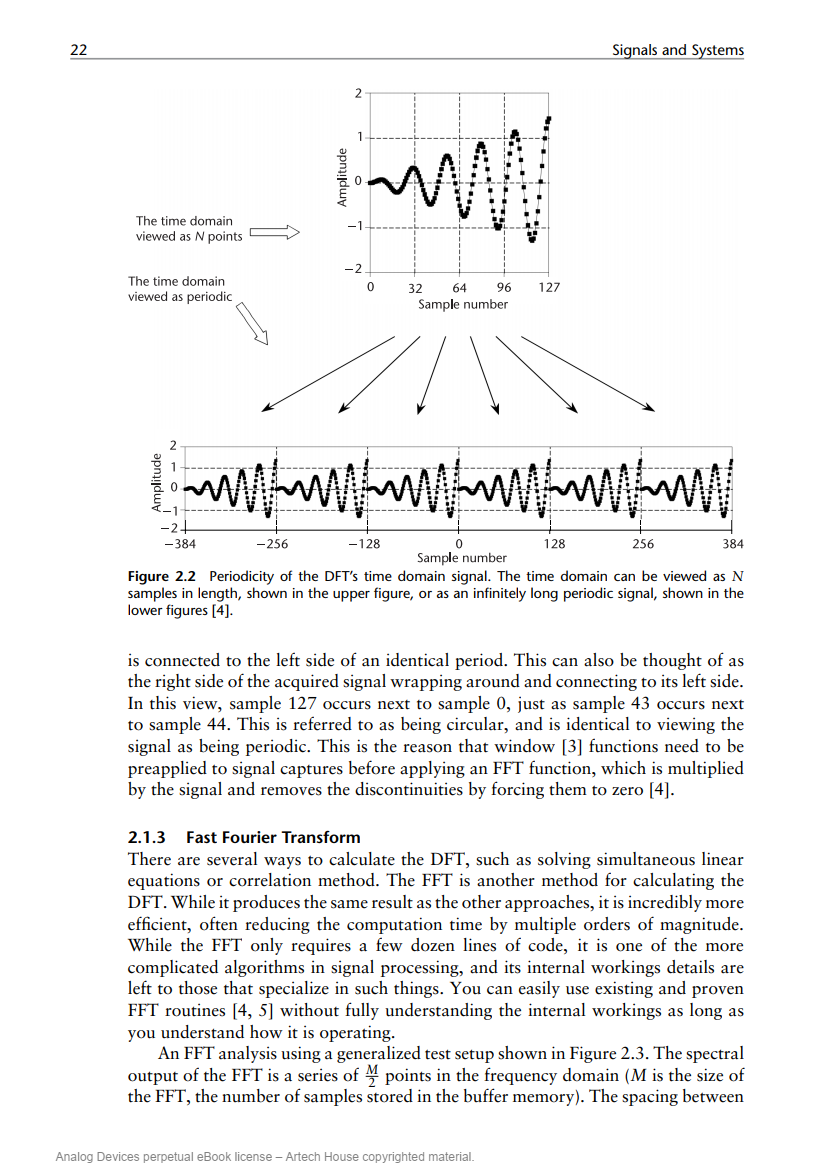 22
Signals and Systems
2
1
0
−1
−2
Amplitude
0 32 64 96 127
Sample number
The time domain
viewed as N points
The time domain
viewed as periodic
2
1
0
−1
−2
Amplitude
−384 −256 −128 0 128 256 384
Sample number
Figure 2.2 Periodicity of the DFT’s time domain signal. The time domain can be viewed as N
samples in length, shown in the upper figure, or as an infinitely long periodic signal, shown in the
lower figures [4].
is connected to the left side of an identical period. This can also be thought of as
the right side of the acquired signal wrapping around and connecting to its left side.
In this view, sample 127 occurs next to sample 0, just as sample 43 occurs next
to sample 44. This is referred to as being circular, and is identical to viewing the
signal as being periodic. This is the reason that window [3] functions need to be
preapplied to signal captures before applying an FFT function, which is multiplied
by the signal and removes the discontinuities by forcing them to zero [4].
2.1.3 Fast Fourier Transform
There are several ways to calculate the DFT, such as solving simultaneous linear
equations or correlation method. The FFT is another method for calculating the
DFT. While it produces the same result as the other approaches, it is incredibly more
efficient, often reducing the computation time by multiple orders of magnitude.
While the FFT only requires a few dozen lines of code, it is one of the more
complicated algorithms in signal processing, and its internal workings details are
left to those that specialize in such things. You can easily use existing and proven
FFT routines [4, 5] without fully understanding the internal workings as long as
you understand how it is operating.
An FFT analysis using a generalized test setup shown in Figure 2.3. The spectral
output of the FFT is a series of M/2 points in the frequency domain (M is the size of
the FFT, the number of samples stored in the buffer memory). The spacing between
Analog Devices perpetual eBook license – Artech House copyrighted material.